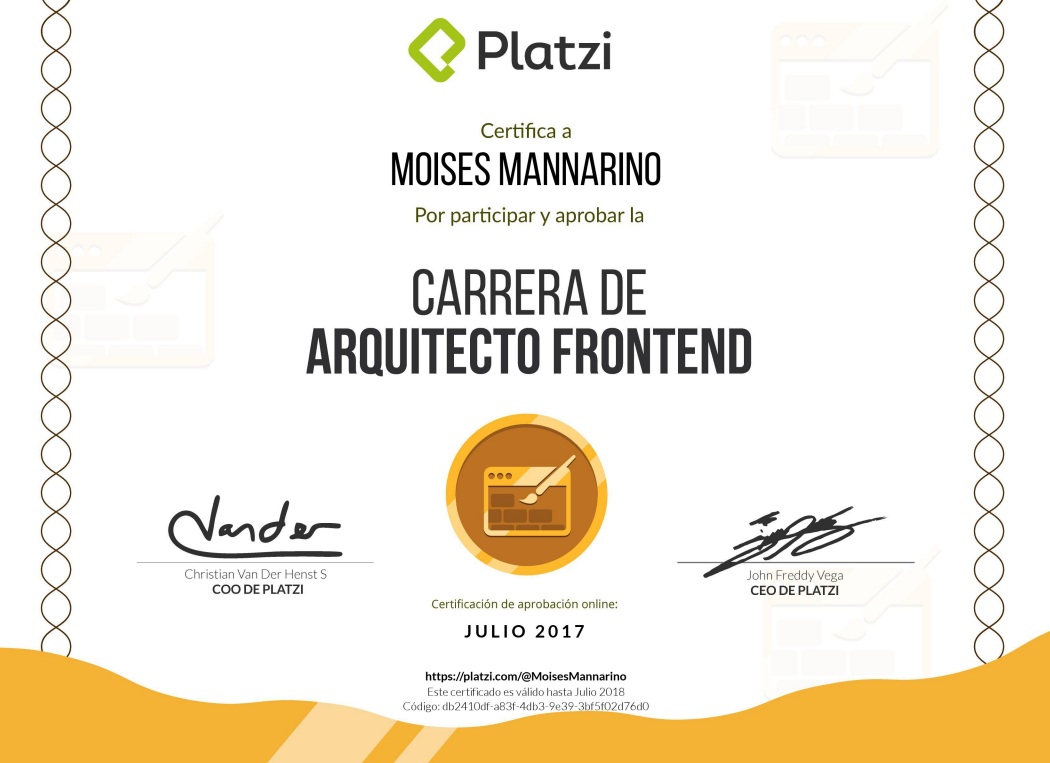 Platzi
Certifica a
MOISES MANNARINO
Por participar y aprobar la
CARRERA DE
ARQUITECTO FRONTEND
Vander
Christian Van Der Henst S
COO DE PLATZI
John Freddy Vega
CEO DE PLATZI
Certificación de aprobación online:
JULIO 2017
https://platzi.com/@MoisesMannarino
Este certificado es válido hasta Julio 2018
Código: db2410df-a83f-4db3-9e39-3bf5f02d76d0